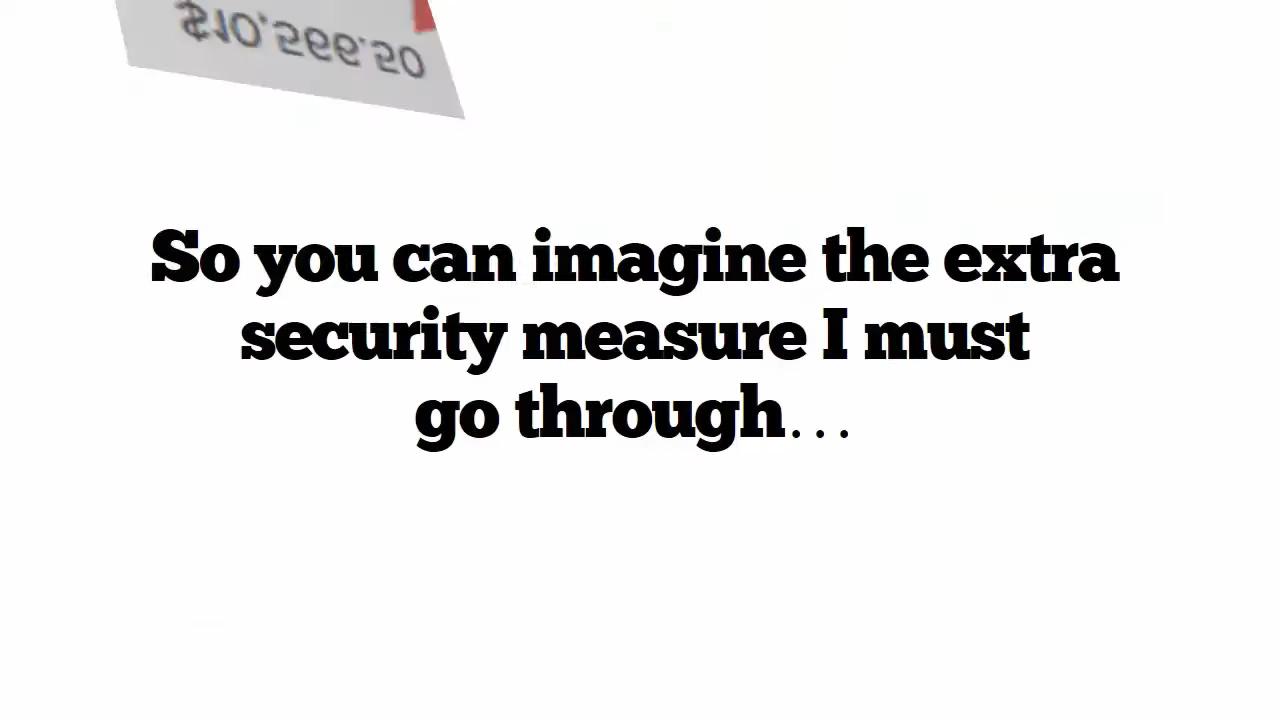 So you can imagine the extra
security measure I must
go through…